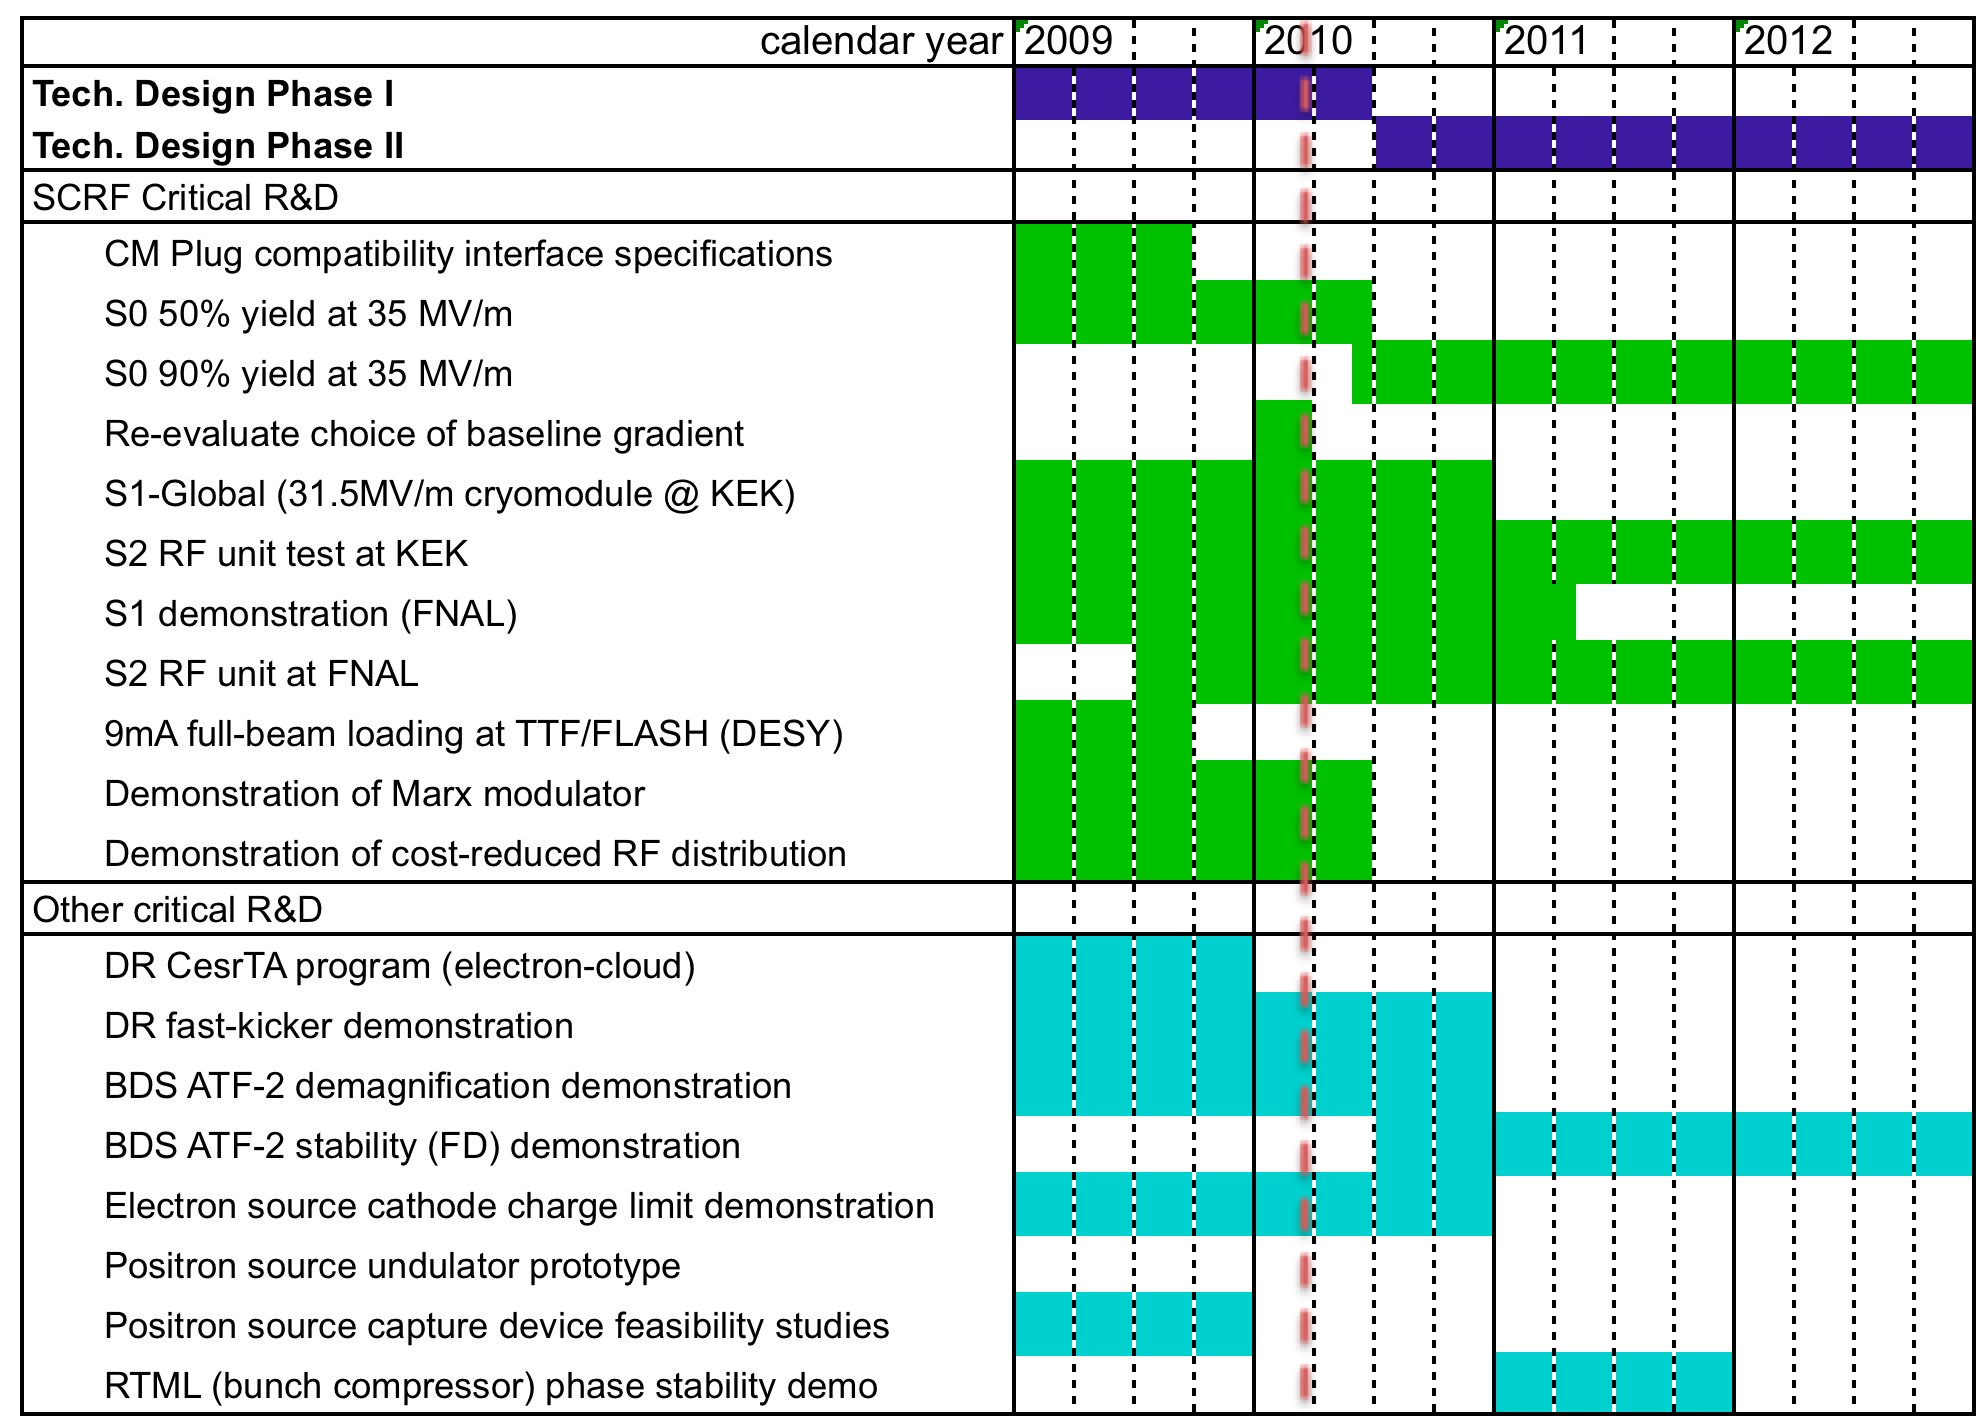 calendar year 2009 2010 2011 2012
Tech. Design Phase I
Tech. Design Phase II
SCRF Critical R&D
CM Plug compatibility interface specifications
S0 50% yield at 35 MV/m
S0 90% yield at 35 MV/m
Re-evaluate choice of baseline gradient
S1-Global (31.5MV/m cryomodule @ KEK)
S2 RF unit test at KEK
S1 demonstration (FNAL)
S2 RF unit at FNAL
9mA full-beam loading at TTF/FLASH (DESY)
Demonstration of Marx modulator
Demonstration of cost-reduced RF distribution
Other critical R&D
DR CesrTA program (electron-cloud)
DR fast-kicker demonstration
BDS ATF-2 demagnification demonstration
BDS ATF-2 stability (FD) demonstration
Electron source cathode charge limit demonstration
Positron source undulator prototype
Positron source capture device feasibility studies
RTML (bunch compressor) phase stability demo